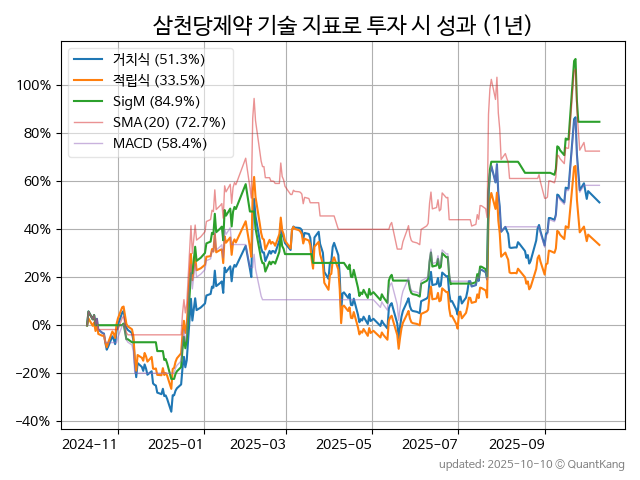 삼천당제약 기술 지표로 투자 시 성과 (1년)
거치식 (51.3%)
적립식 (33.5%)
SigM (84.9%)
SMA(20) (72.7%)
MACD (58.4%)
100%
80%
60%
40%
20%
0%
−20%
−40%
2024-11 2025-01 2025-03 2025-05 2025-07 2025-09
updated: 2025-10-10 © QuantKang